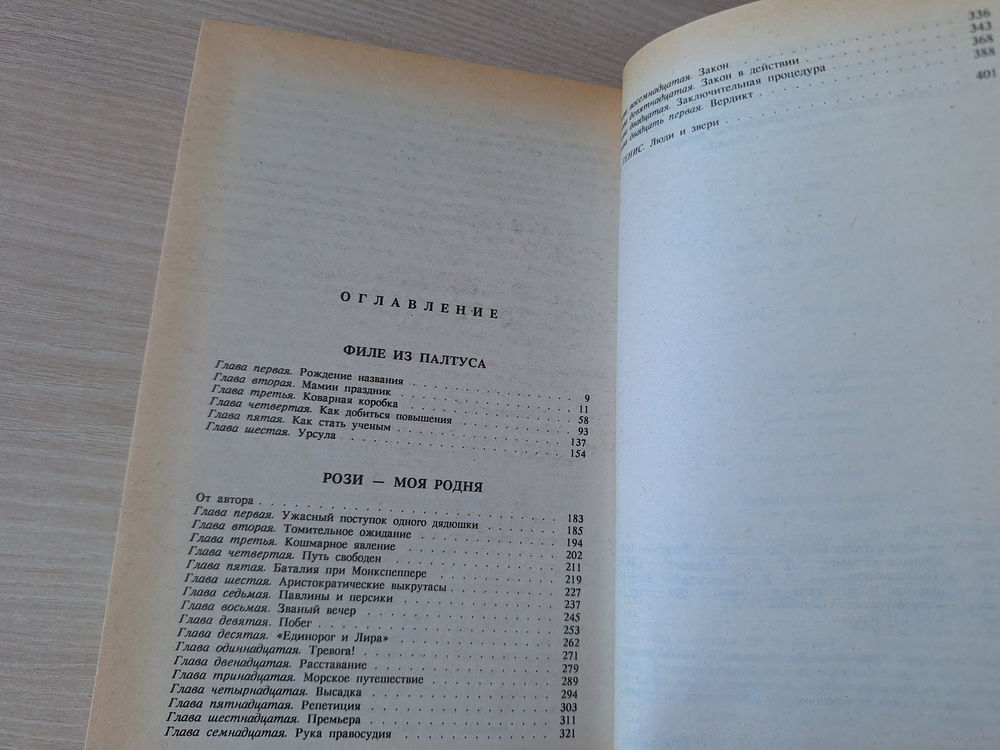 ОГЛАВЛЕНИЕ
ФИЛЕ ИЗ ПАЛТУСА
Глава первая. Рождение названия . . . . . . . . . . . . 9
Глава вторая. Мамин праздник . . . . . . . . . . . . 11
Глава третья. Коварная коробка . . . . . . . . . . . . 58
Глава четвертая. Как добиться повышения . . . . . . . . . . 93
Глава пятая. Как стать ученым . . . . . . . . . . . . 137
Глава шестая. Урсула . . . . . . . . . . . . 154
РОЗИ — МОЯ РОДНЯ
От автора . . . . . . . . . . . . 183
Глава первая. Ужасный поступок одного дядюшки . . . . . . 185
Глава вторая. Томительное ожидание . . . . . . . . . . 194
Глава третья. Кошмарное явление . . . . . . . . . . 202
Глава четвертая. Путь свободен . . . . . . . . . . 211
Глава пятая. Баталия при Монкспеппере . . . . . . . . 219
Глава шестая. Аристократические выкрутасы . . . . . . . . 227
Глава седьмая. Павлины и персики . . . . . . . . . . 237
Глава восьмая. Званый вечер . . . . . . . . . . 245
Глава девятая. Побег . . . . . . . . . . . . 253
Глава десятая. «Единорог и Лира» . . . . . . . . . . 262
Глава одиннадцатая. Тревога! . . . . . . . . . . 271
Глава двенадцатая. Расставание . . . . . . . . . . 279
Глава тринадцатая. Морское путешествие . . . . . . . . 289
Глава четырнадцатая. Высадка . . . . . . . . . . 294
Глава пятнадцатая. Репетиция . . . . . . . . . . 303
Глава шестнадцатая. Премьера . . . . . . . . . . 311
Глава семнадцатая. Рука правосудия . . . . . . . . . . 321
восемнадцатая. Закон . . . . . . . . . . 336
девятнадцатая. Закон в действии . . . . . . . . 343
двадцатая. Заключительная процедура . . . . . . . . 368
двадцать первая. Вердикт . . . . . . . . . . 388
Люди и звери . . . . . . . . . . 401